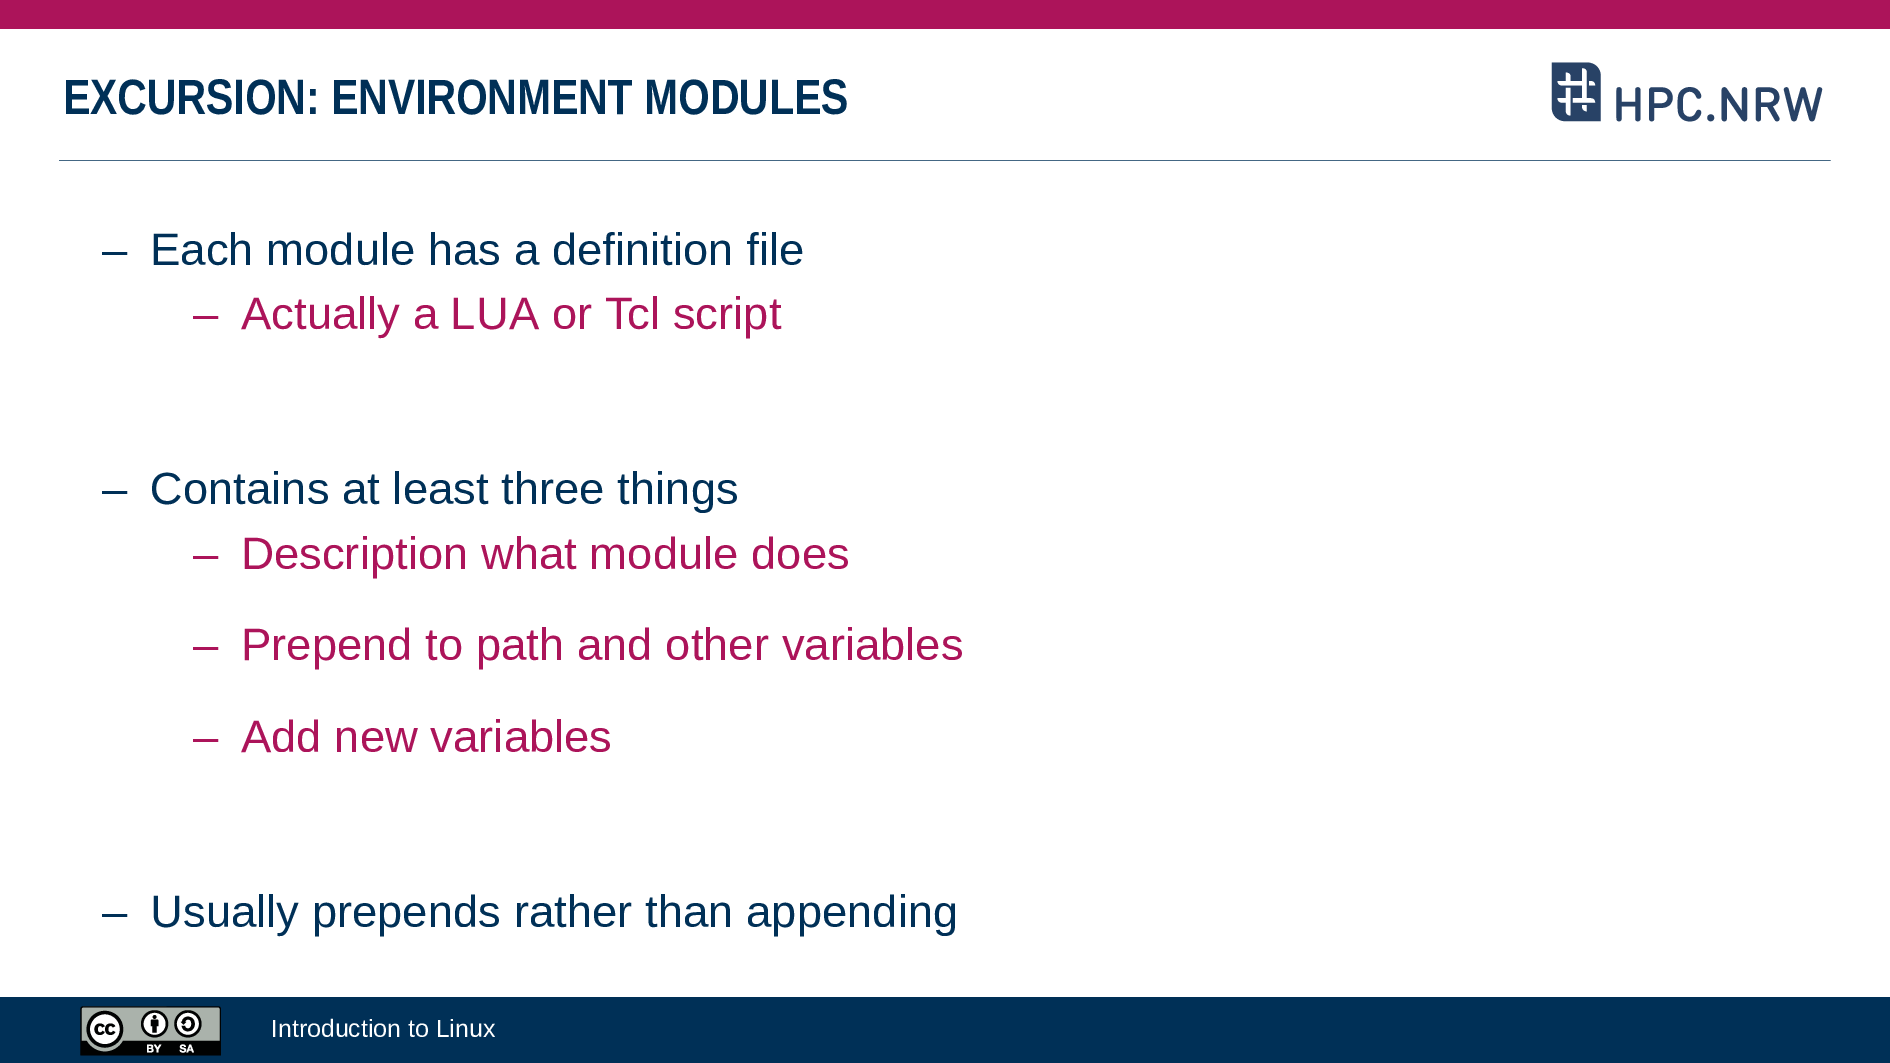 EXCURSION: ENVIRONMENT MODULES
HPC.NRW
– Each module has a definition file
– Actually a LUA or Tcl script
– Contains at least three things
– Description what module does
– Prepend to path and other variables
– Add new variables
– Usually prepends rather than appending
cc BY SA
Introduction to Linux